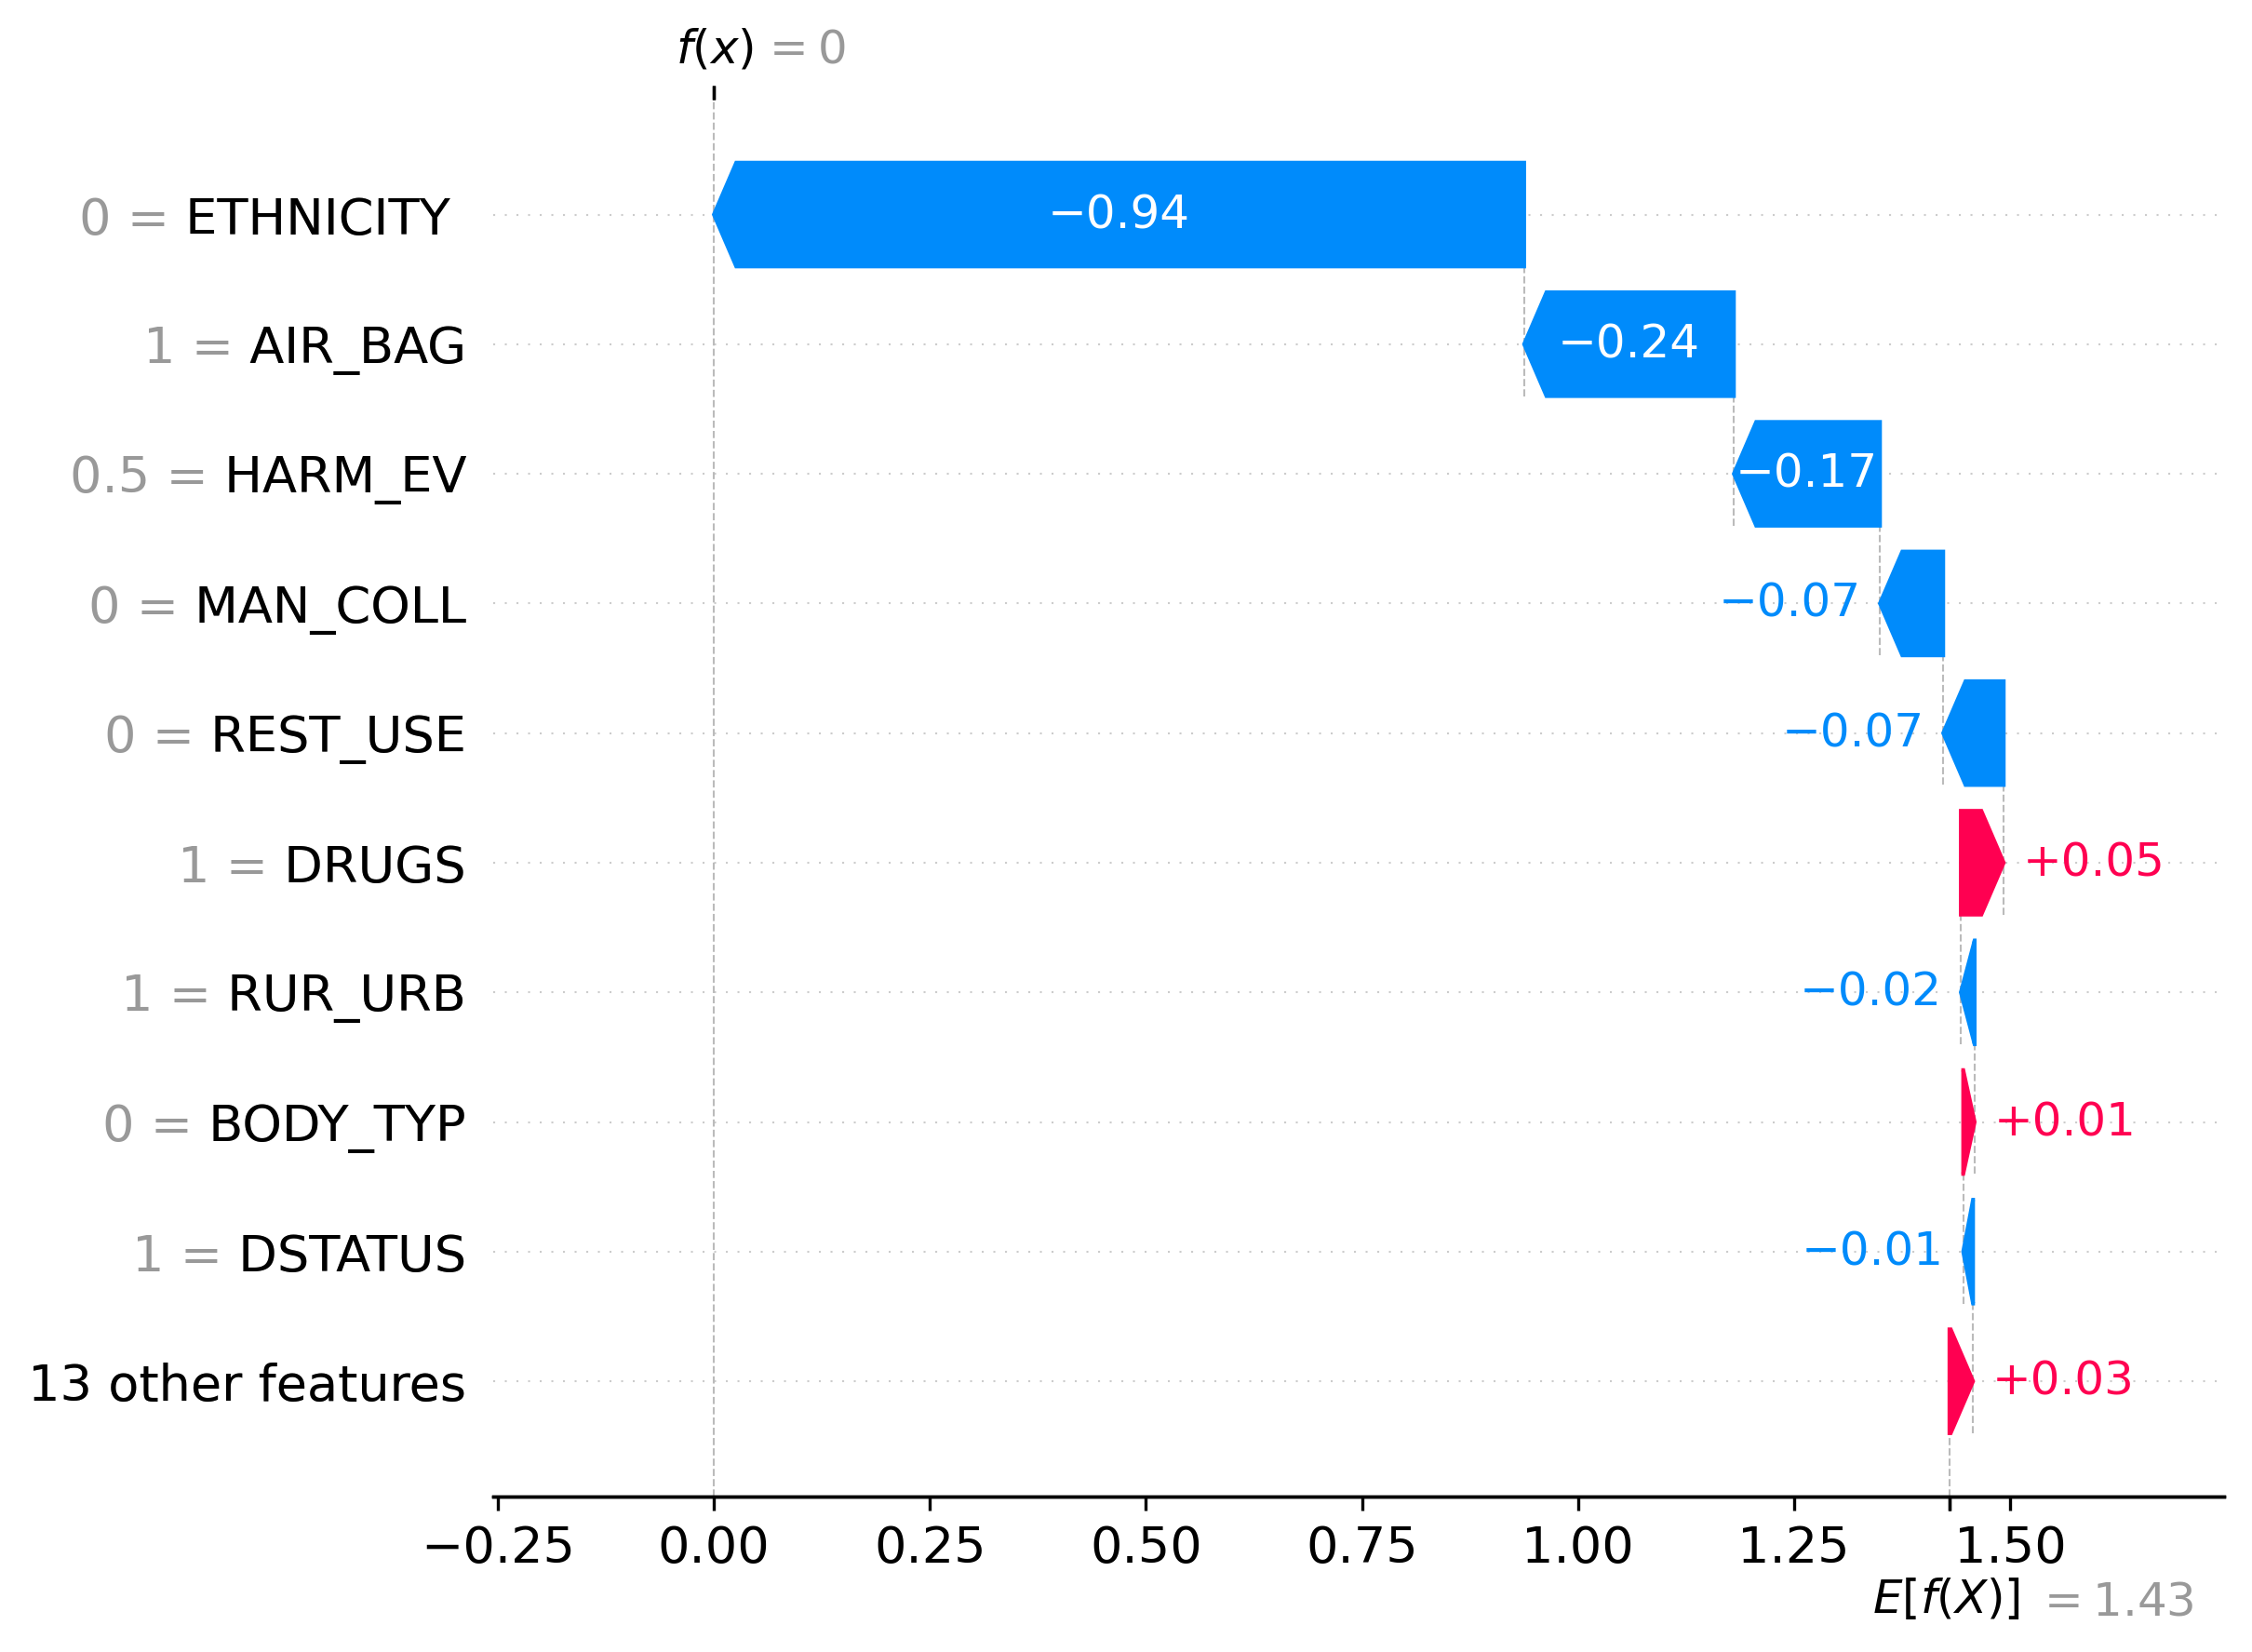 f(x) = 0
0 = ETHNICITY
−0.94
1 = AIR_BAG
−0.24
0.5 = HARM_EV
−0.17
0 = MAN_COLL
−0.07
0 = REST_USE
−0.07
1 = DRUGS
+0.05
1 = RUR_URB
−0.02
0 = BODY_TYP
+0.01
1 = DSTATUS
−0.01
13 other features
+0.03
−0.25 0.00 0.25 0.50 0.75 1.00 1.25 1.50
E[f(X)] = 1.43